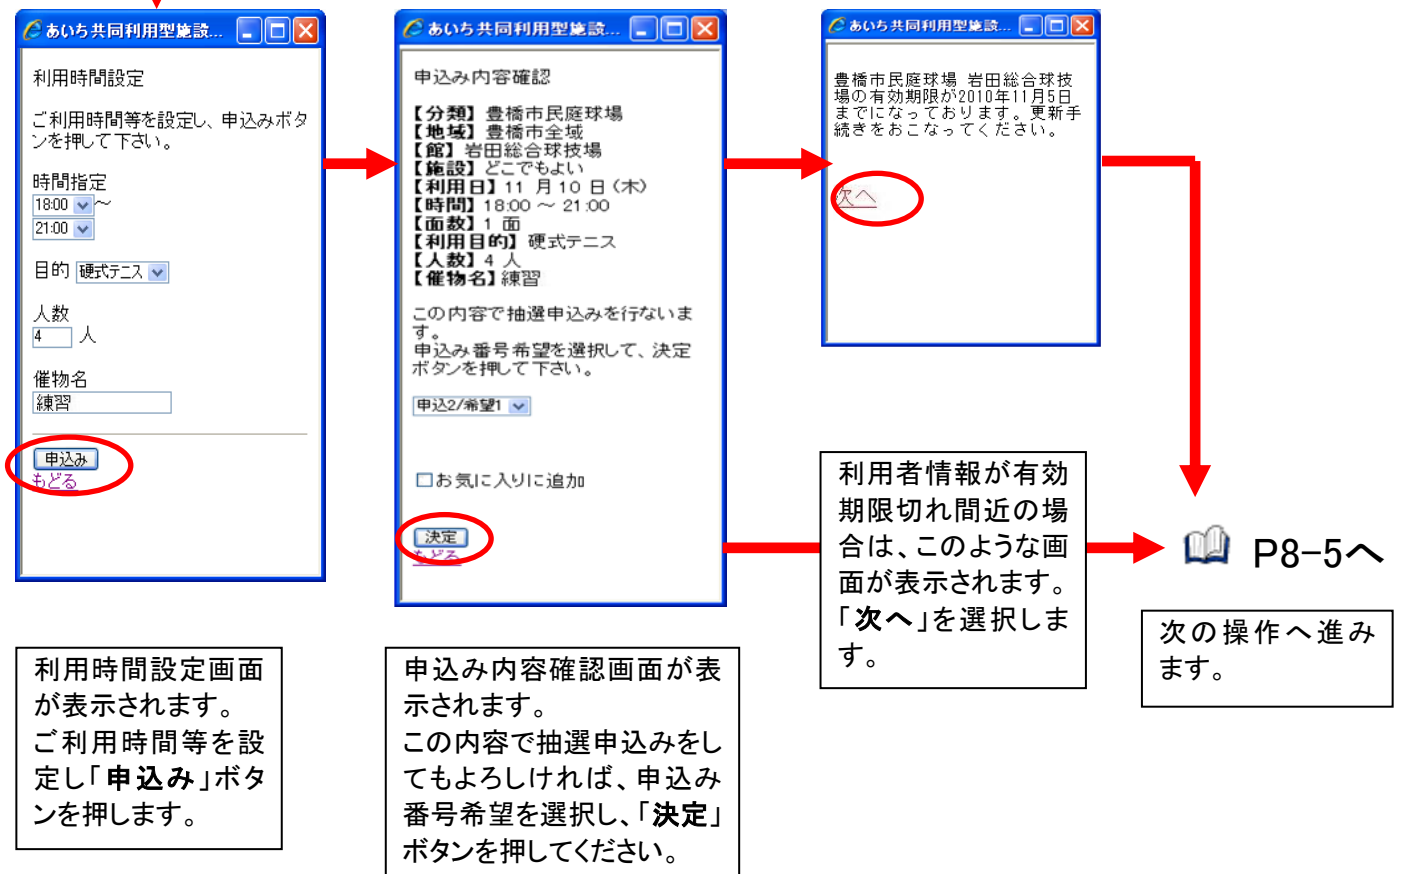 あいち共同利用型施設...
利用時間設定
ご利用時間等を設定し、申込みボタ
ンを押して下さい。
時間指定
18:00 ～
21:00
目的 硬式テニス
人数
4 人
催物名
練習
申込み
もどる
あいち共同利用型施設...
申込み内容確認
【分類】豊橋市民庭球場
【地域】豊橋市全域
【館】岩田総合球技場
【施設】どこでもよい
【利用日】11 月 10 日（木）
【時間】18:00 ～ 21:00
【面数】1 面
【利用目的】硬式テニス
【人数】4 人
【催物名】練習
この内容で抽選申込みを行ないま
す。
申込み番号希望を選択して、決定
ボタンを押して下さい。
申込2/希望1
お気に入りに追加
決定
もどる
あいち共同利用型施設...
豊橋市民庭球場 岩田総合球技
場の有効期限が2010年11月5日
までになっております。更新手
続きをおこなってください。
次へ
利用者情報が有効
期限切れ間近の場
合は、このような画
面が表示されます。
「次へ」を選択しま
す。
P8-5へ
次の操作へ進み
ます。
利用時間設定画面
が表示されます。
ご利用時間等を設
定し「申込み」ボタ
ンを押します。
申込み内容確認画面が表
示されます。
この内容で抽選申込みをし
てもよろしければ、申込み
番号希望を選択し、「決定」
ボタンを押してください。